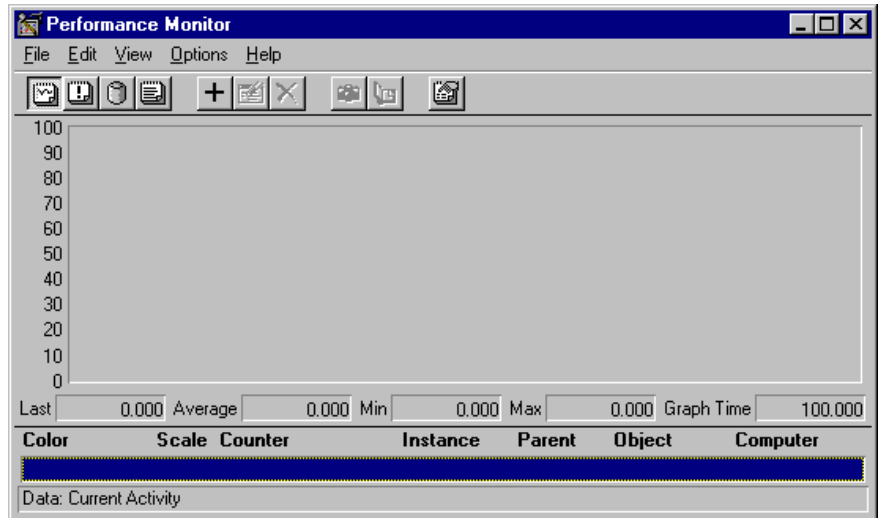 Performance Monitor
File Edit View Options Help
100
90
80
70
60
50
40
30
20
10
0
Last 0.000 Average 0.000 Min 0.000 Max 0.000 Graph Time 100.000
Color Scale Counter Instance Parent Object Computer
Data: Current Activity